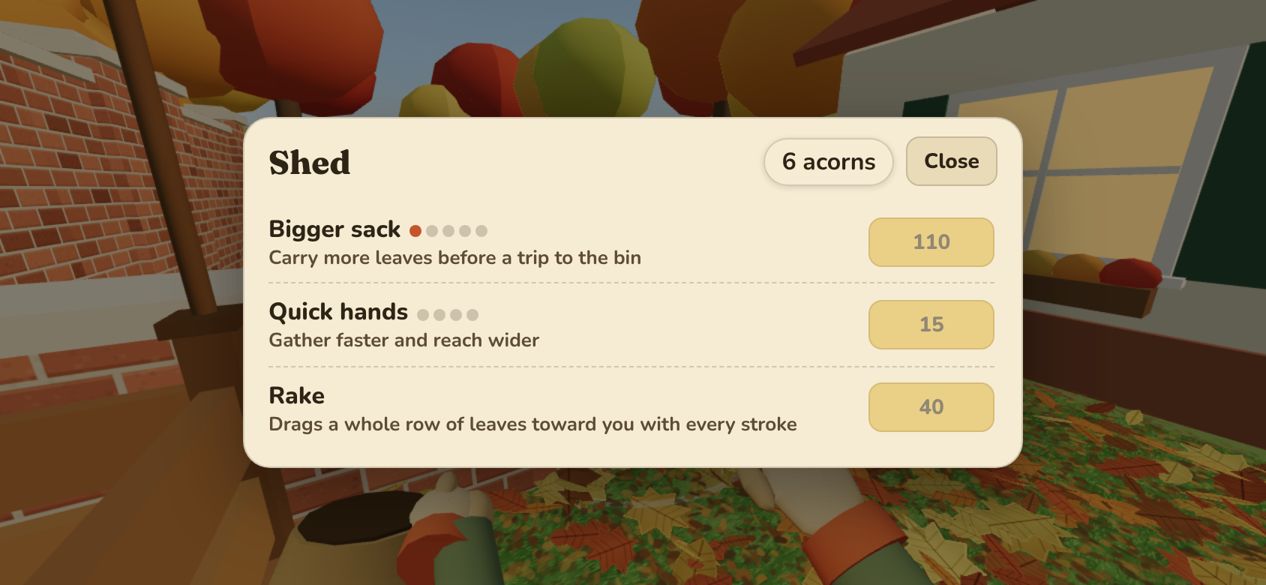 Shed
6 acorns
Close
Bigger sack
Carry more leaves before a trip to the bin
110
Quick hands
Gather faster and reach wider
15
Rake
Drags a whole row of leaves toward you with every stroke
40